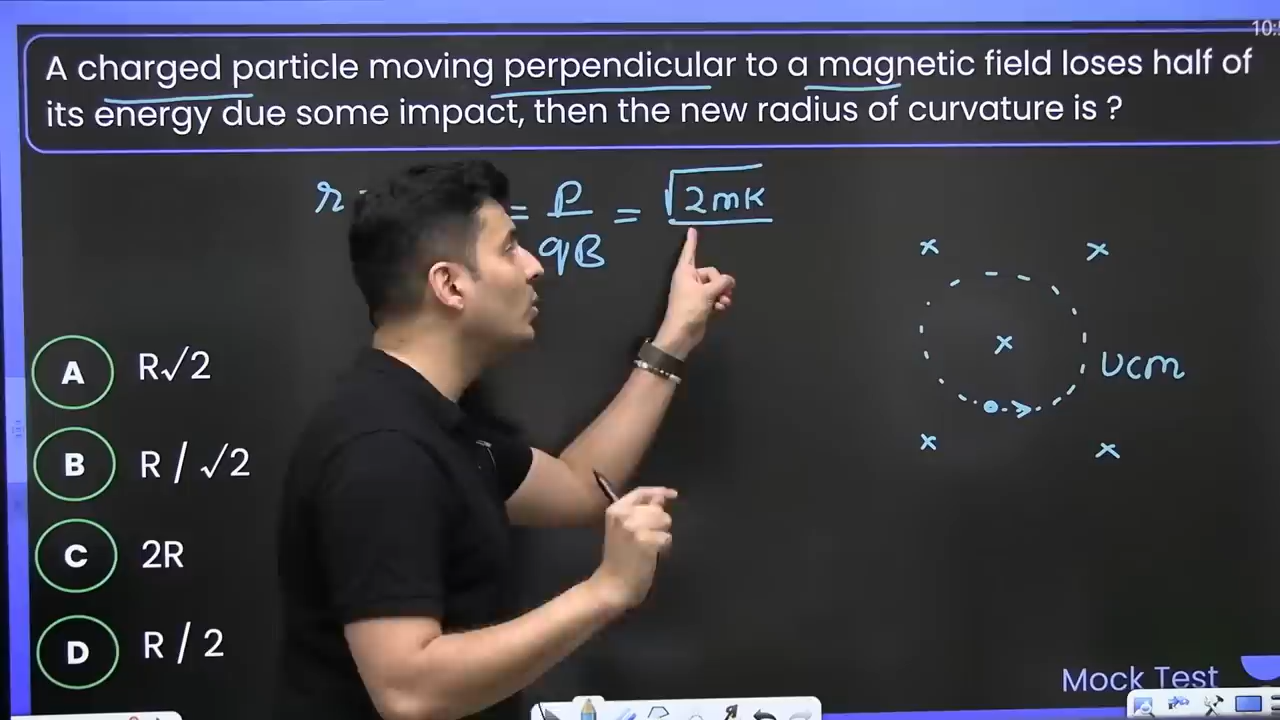 10:
A charged particle moving perpendicular to a magnetic field loses half of
its energy due some impact, then the new radius of curvature is ?
r = P/qB = √2mK
× ×
×
UCM
× ×
A R√2
B R / √2
C 2R
D R / 2
Mock Test